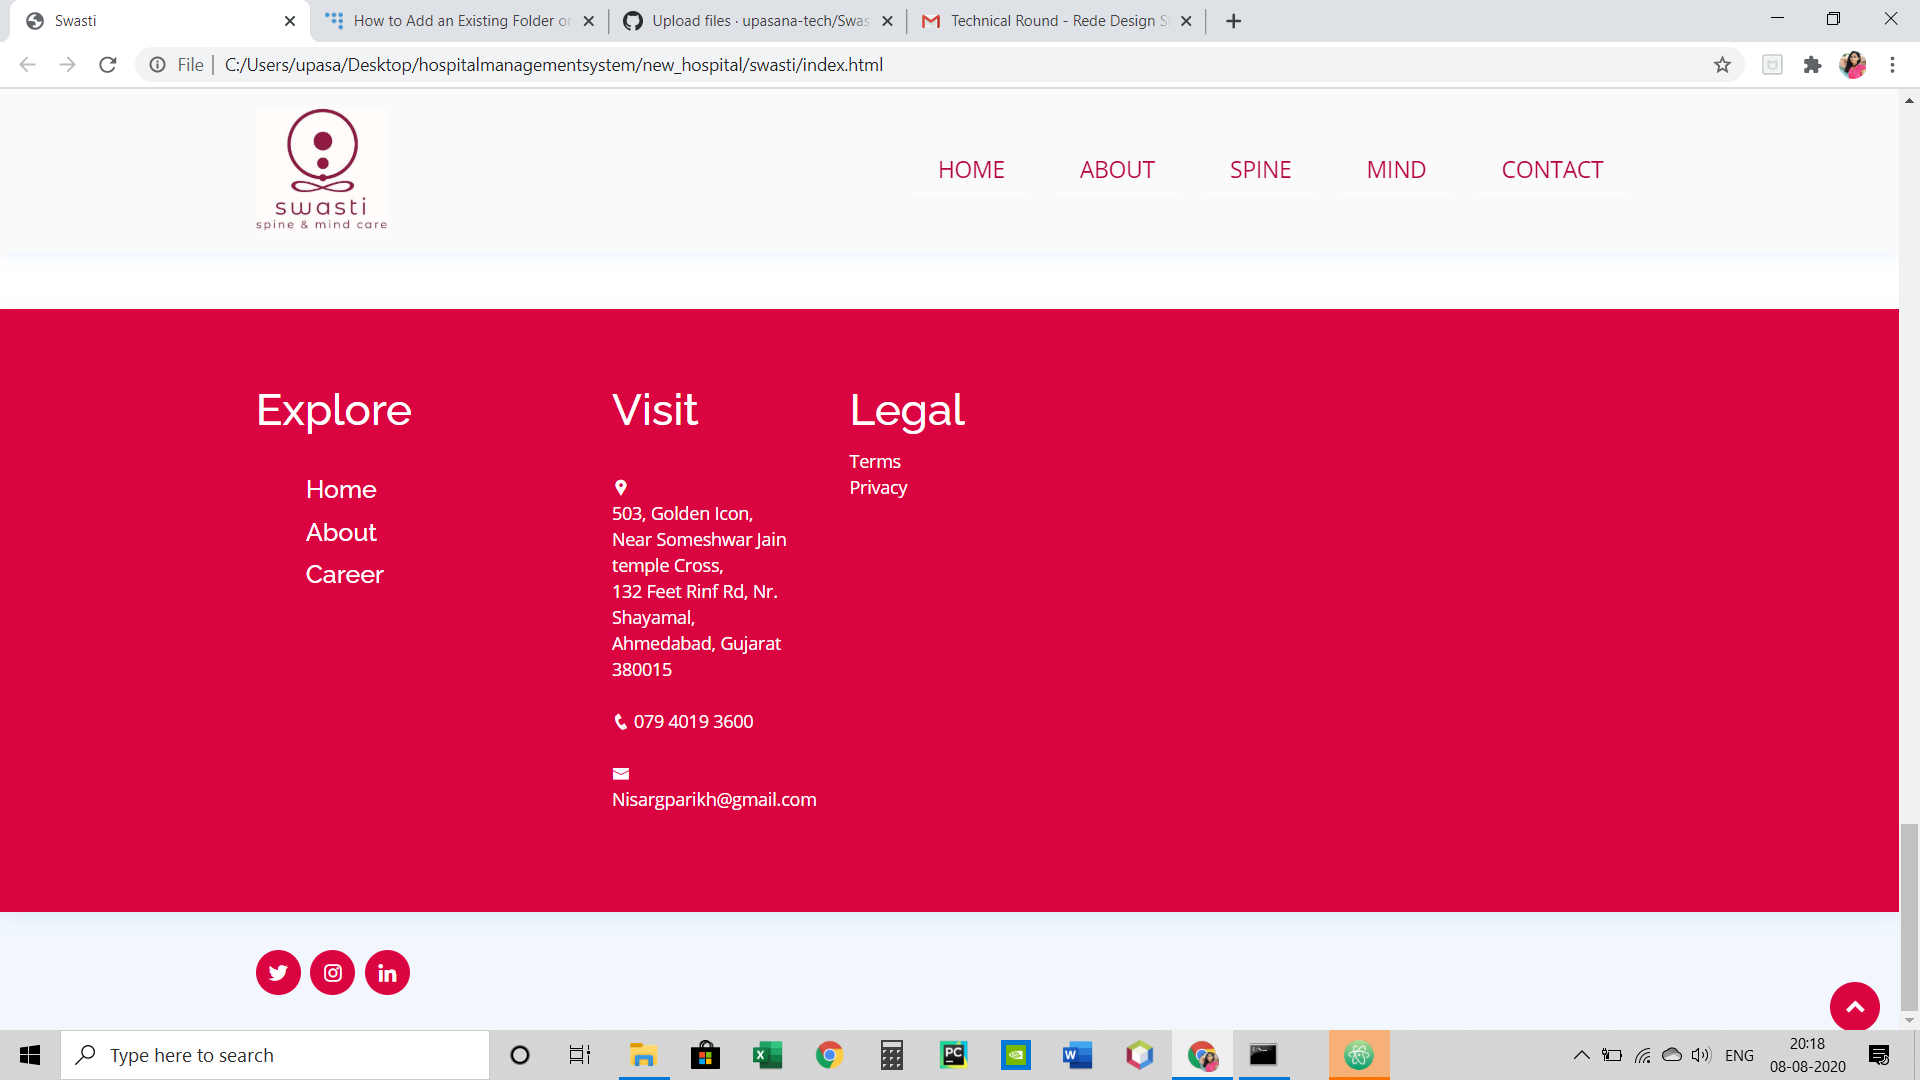 Swasti
How to Add an Existing Folder or
Upload files · upasana-tech/Swas
Technical Round - Rede Design S
File
C:/Users/upasa/Desktop/hospitalmanagementsystem/new_hospital/swasti/index.html
swasti
spine & mind care
HOME
ABOUT
SPINE
MIND
CONTACT
Explore
Home
About
Career
Visit
503, Golden Icon,
Near Someshwar Jain
temple Cross,
132 Feet Rinf Rd, Nr.
Shayamal,
Ahmedabad, Gujarat
380015
079 4019 3600
Nisargparikh@gmail.com
Legal
Terms
Privacy
Type here to search
ENG
20:18
08-08-2020